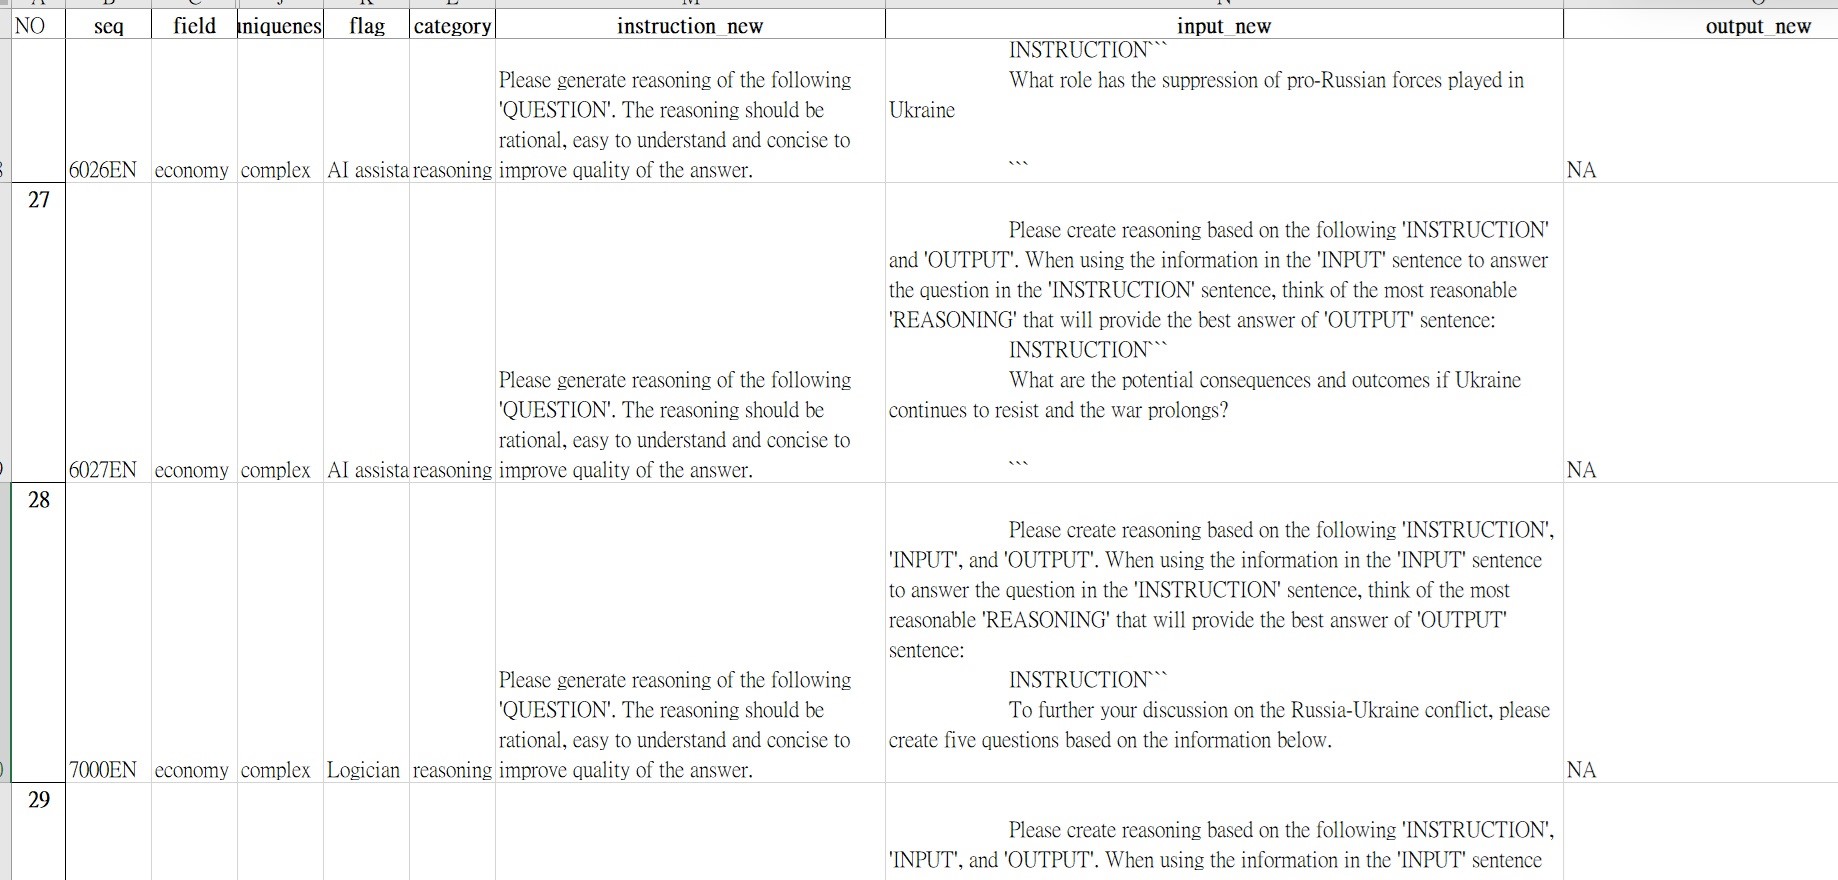 NO seq field niquenes flag category instruction_new input_new output_new
INSTRUCTION```
Please generate reasoning of the following
'QUESTION'. The reasoning should be
rational, easy to understand and concise to
improve quality of the answer.
What role has the suppression of pro-Russian forces played in
Ukraine
```
6026EN economy complex AI assista reasoning
NA
27
Please create reasoning based on the following 'INSTRUCTION'
and 'OUTPUT'. When using the information in the 'INPUT' sentence to answer
the question in the 'INSTRUCTION' sentence, think of the most reasonable
'REASONING' that will provide the best answer of 'OUTPUT' sentence:
INSTRUCTION```
What are the potential consequences and outcomes if Ukraine
continues to resist and the war prolongs?
```
Please generate reasoning of the following
'QUESTION'. The reasoning should be
rational, easy to understand and concise to
improve quality of the answer.
6027EN economy complex AI assista reasoning
NA
28
Please create reasoning based on the following 'INSTRUCTION',
'INPUT', and 'OUTPUT'. When using the information in the 'INPUT' sentence
to answer the question in the 'INSTRUCTION' sentence, think of the most
reasonable 'REASONING' that will provide the best answer of 'OUTPUT'
sentence:
INSTRUCTION```
To further your discussion on the Russia-Ukraine conflict, please
create five questions based on the information below.
Please generate reasoning of the following
'QUESTION'. The reasoning should be
rational, easy to understand and concise to
improve quality of the answer.
7000EN economy complex Logician reasoning
NA
29
Please create reasoning based on the following 'INSTRUCTION',
'INPUT', and 'OUTPUT'. When using the information in the 'INPUT' sentence